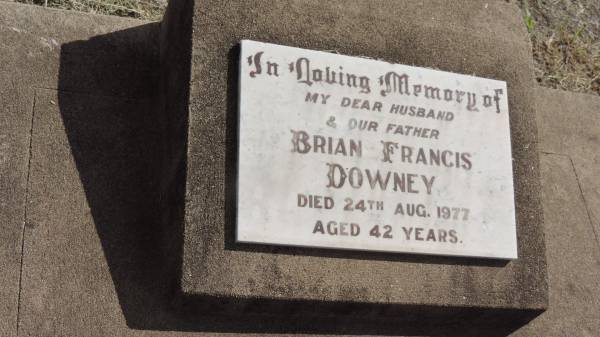 In Loving Memory of
MY DEAR HUSBAND
& OUR FATHER
BRIAN FRANCIS
DOWNEY
DIED 24TH AUG. 1977
AGED 42 YEARS.